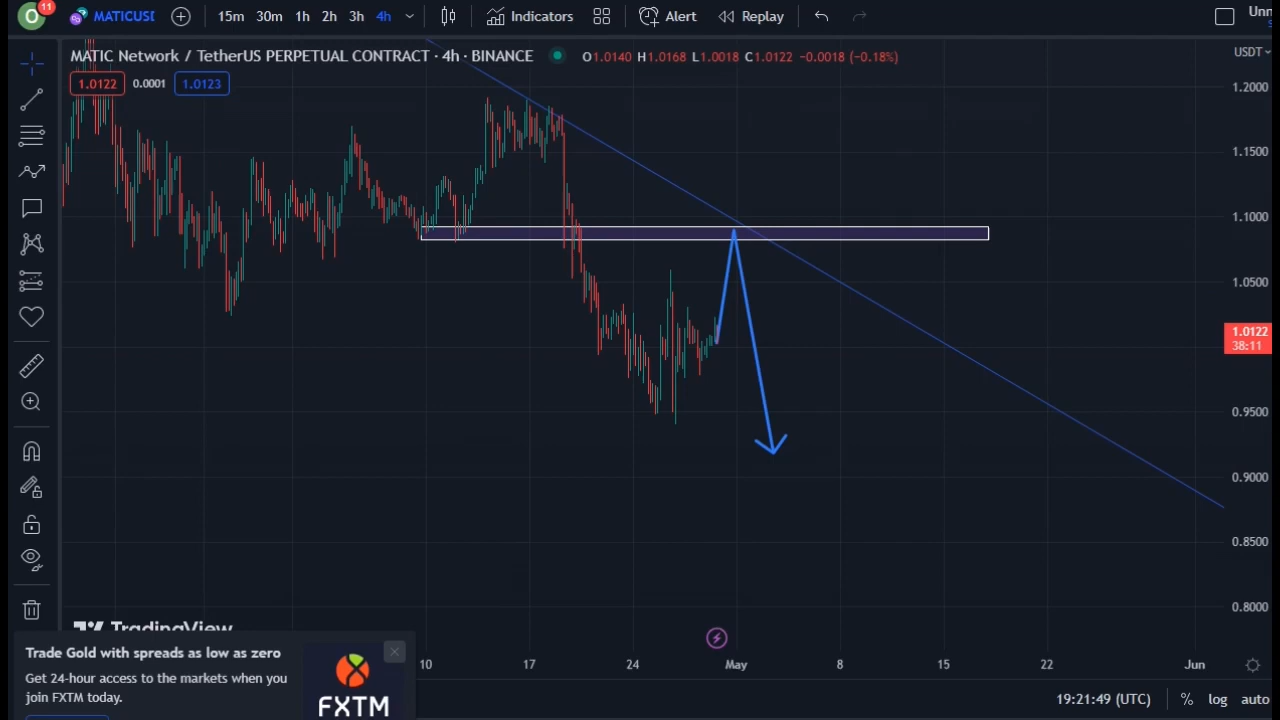 O 11 MATICUSI 15m 30m 1h 2h 3h 4h Indicators Alert Replay Unn
MATIC Network / TetherUS PERPETUAL CONTRACT · 4h · BINANCE O1.0140 H1.0168 L1.0018 C1.0122 −0.0018 (−0.18%) USDT
1.0122 0.0001 1.0123
1.2000
1.1500
1.1000
1.0500
1.0122
38:11
0.9500
0.9000
0.8500
0.8000
TradingView
Trade Gold with spreads as low as zero
Get 24-hour access to the markets when you
join FXTM today.
FXTM
10 17 24 May 8 15 22 Jun
19:21:49 (UTC) % log auto